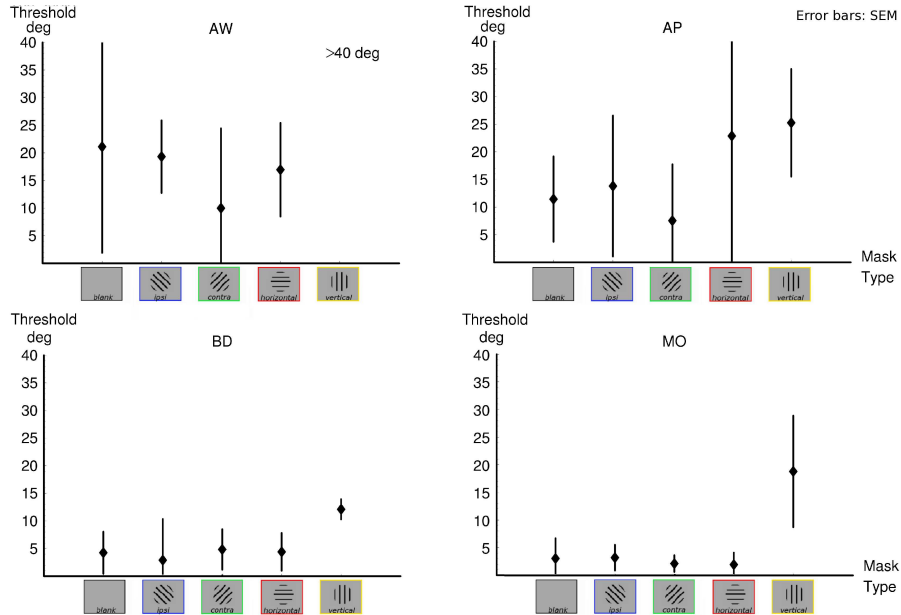 Threshold
deg
AW
>40 deg
40
35
30
25
20
15
10
5
blank
ipsi
contra
horizontal
vertical
Threshold
deg
AP
Error bars: SEM
40
35
30
25
20
15
10
5
blank
ipsi
contra
horizontal
vertical
Mask
Type
Threshold
deg
BD
40
35
30
25
20
15
10
5
blank
ipsi
contra
horizontal
vertical
Threshold
deg
MO
40
35
30
25
20
15
10
5
blank
ipsi
contra
horizontal
vertical
Mask
Type